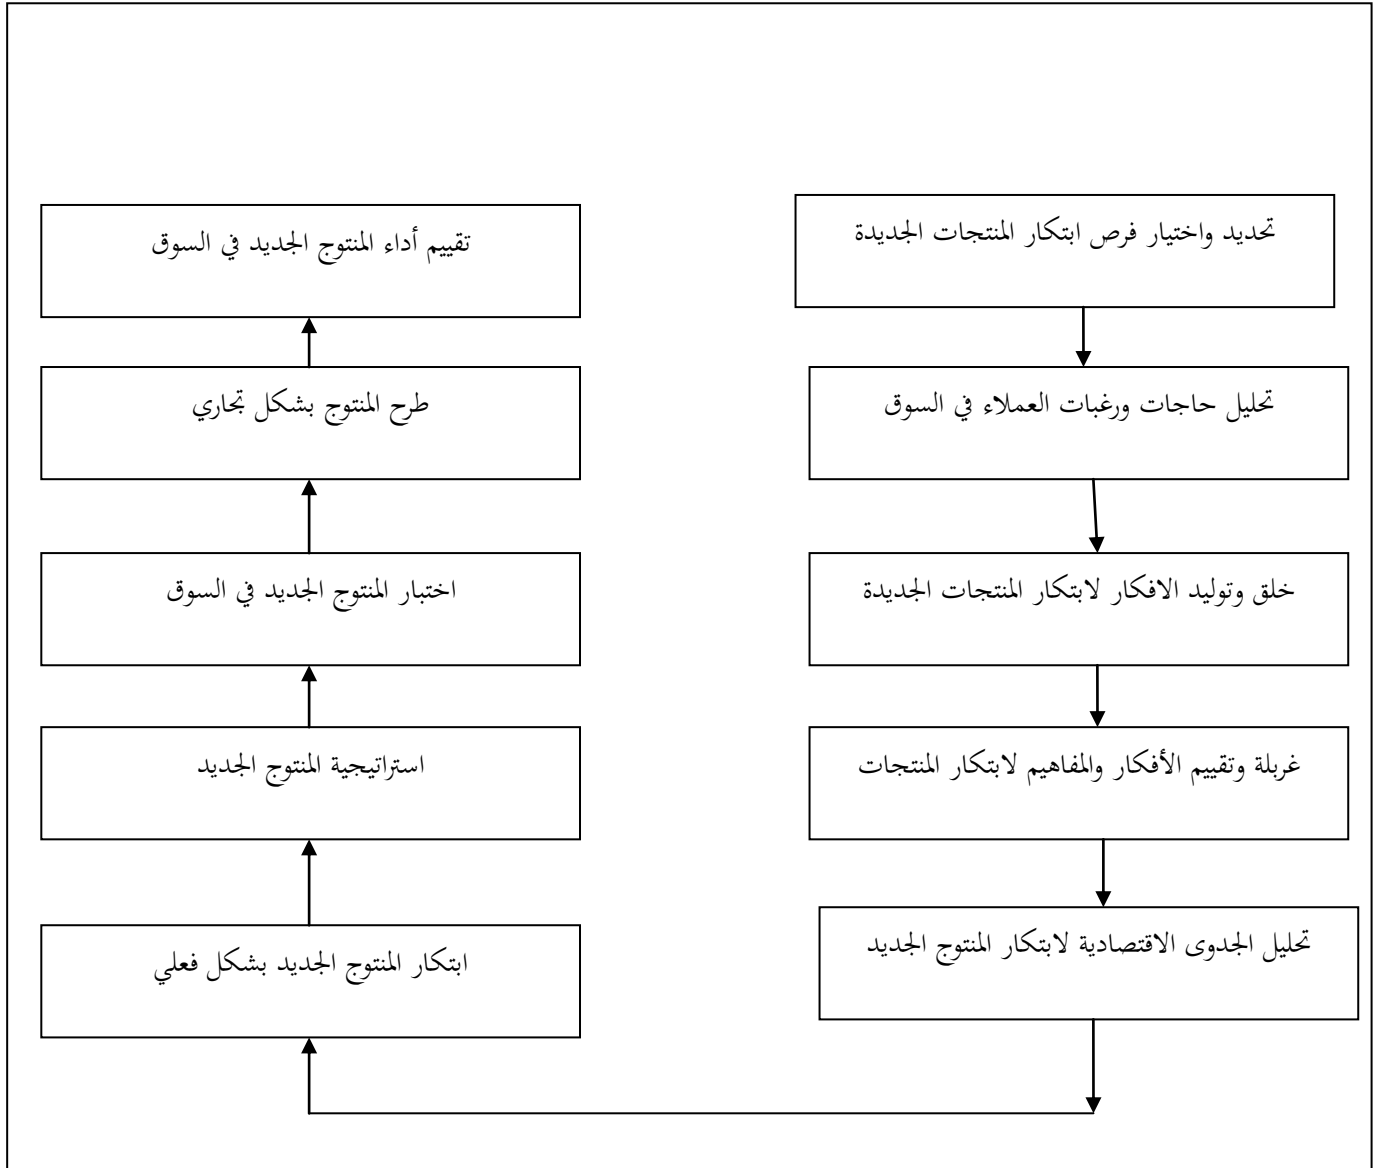 تحديد واختيار فرص ابتكار المنتجات الجديدة
تحليل حاجات ورغبات العملاء في السوق
خلق وتوليد الافكار لابتكار المنتجات الجديدة
غربلة وتقييم الأفكار والمفاهيم لابتكار المنتجات
تحليل الجدوى الاقتصادية لابتكار المنتوج الجديد
ابتكار المنتوج الجديد بشكل فعلي
استراتيجية المنتوج الجديد
اختبار المنتوج الجديد في السوق
طرح المنتوج بشكل تجاري
تقييم أداء المنتوج الجديد في السوق